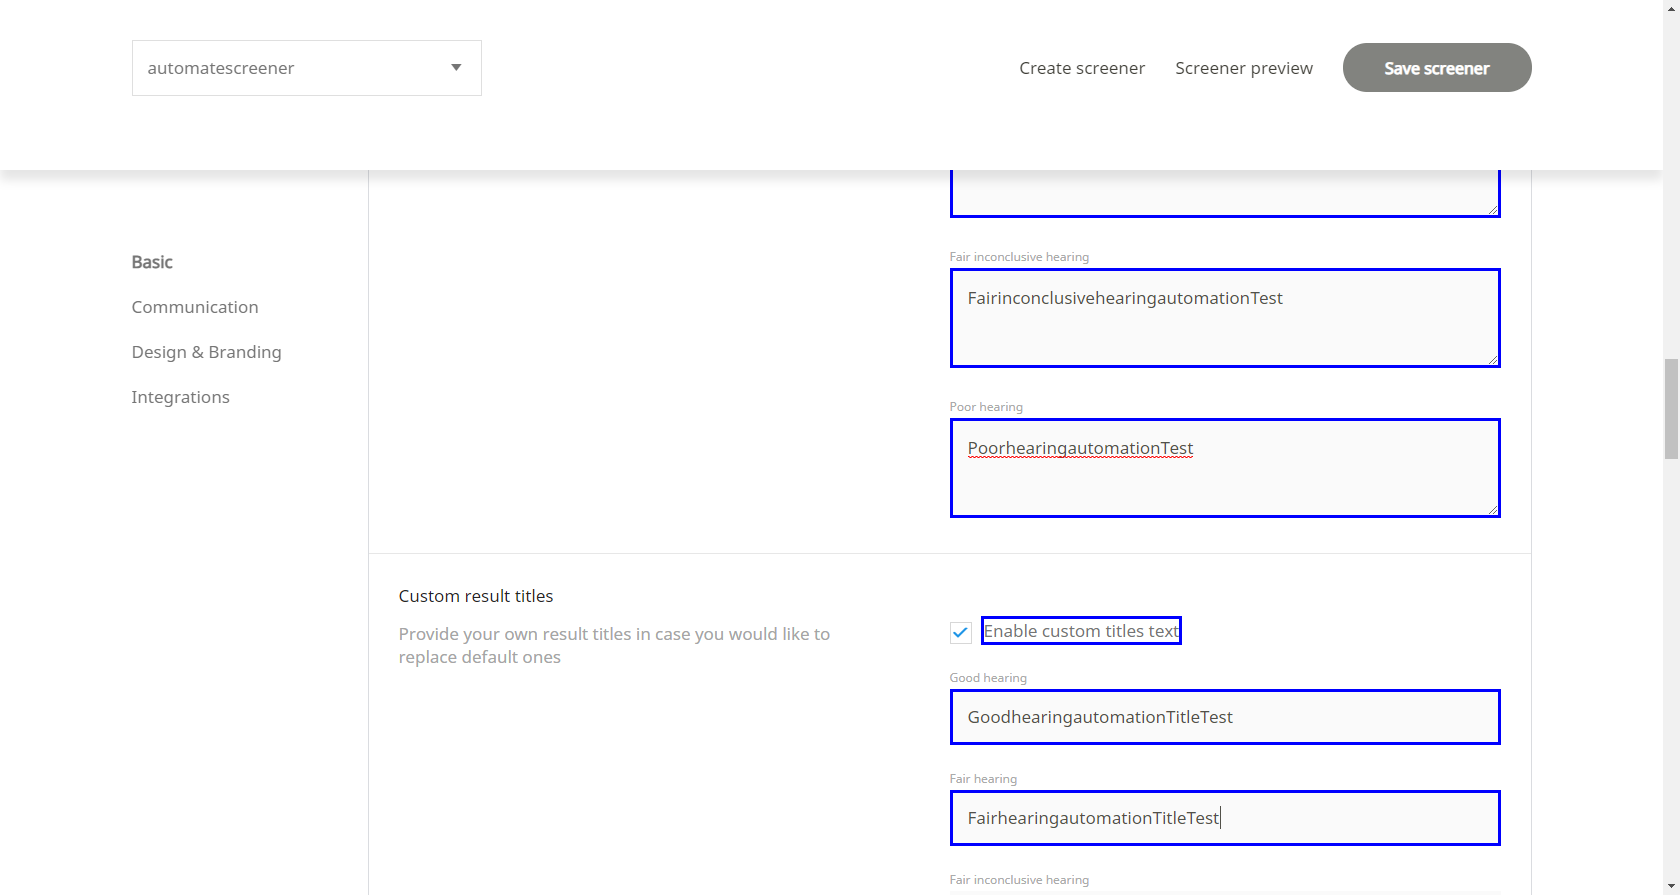 automatescreener
Create screener
Screener preview
Save screener
Basic
Communication
Design & Branding
Integrations
Fair inconclusive hearing
FairinconclusivehearingautomationTest
Poor hearing
PoorhearingautomationTest
Custom result titles
Provide your own result titles in case you would like to
replace default ones
Enable custom titles text
Good hearing
GoodhearingautomationTitleTest
Fair hearing
FairhearingautomationTitleTest
Fair inconclusive hearing